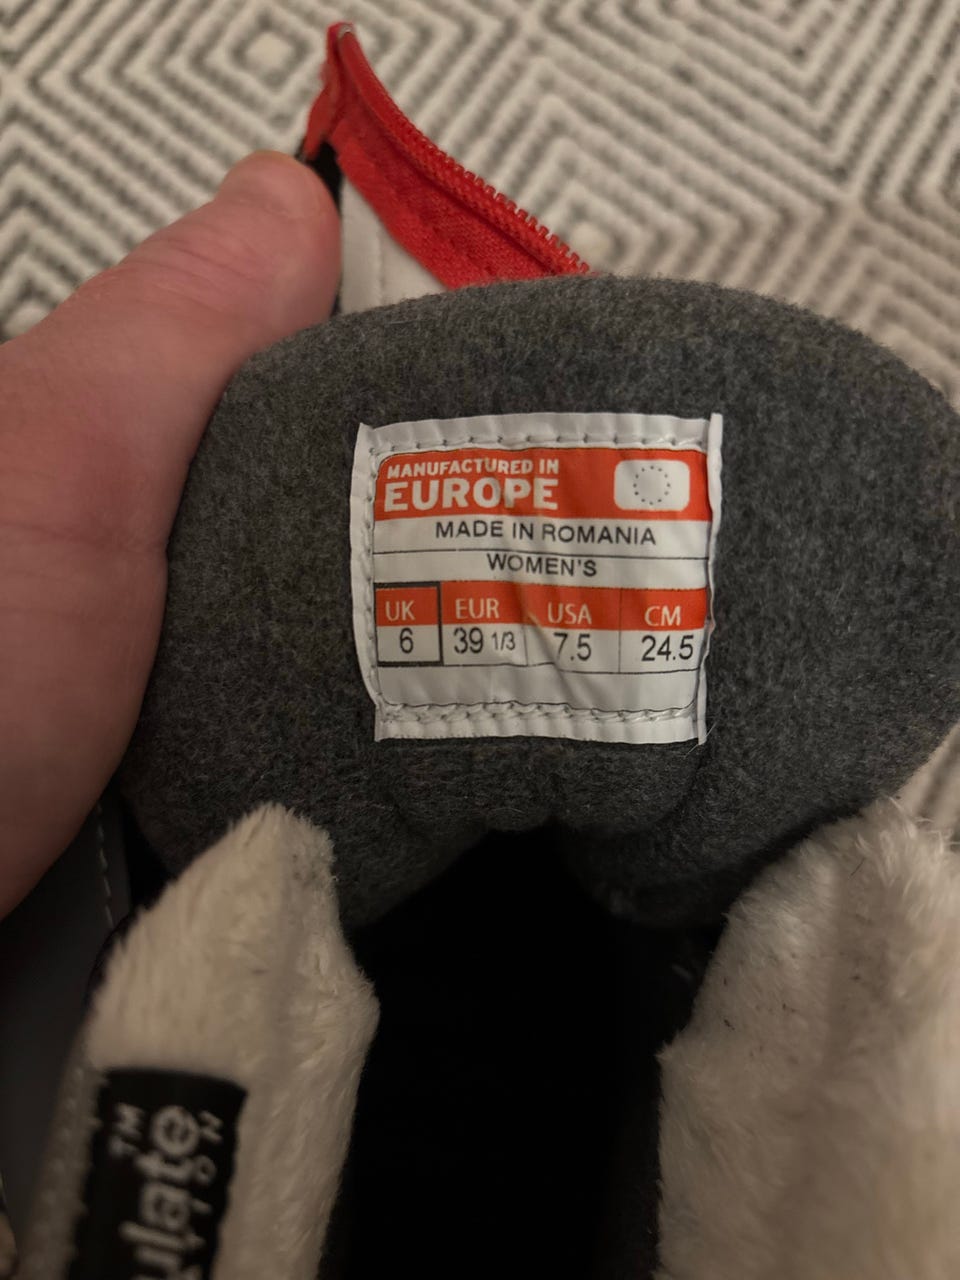 MANUFACTURED IN
EUROPE
MADE IN ROMANIA
WOMEN'S
UK EUR USA CM
6 39 1/3 7.5 24.5
TM